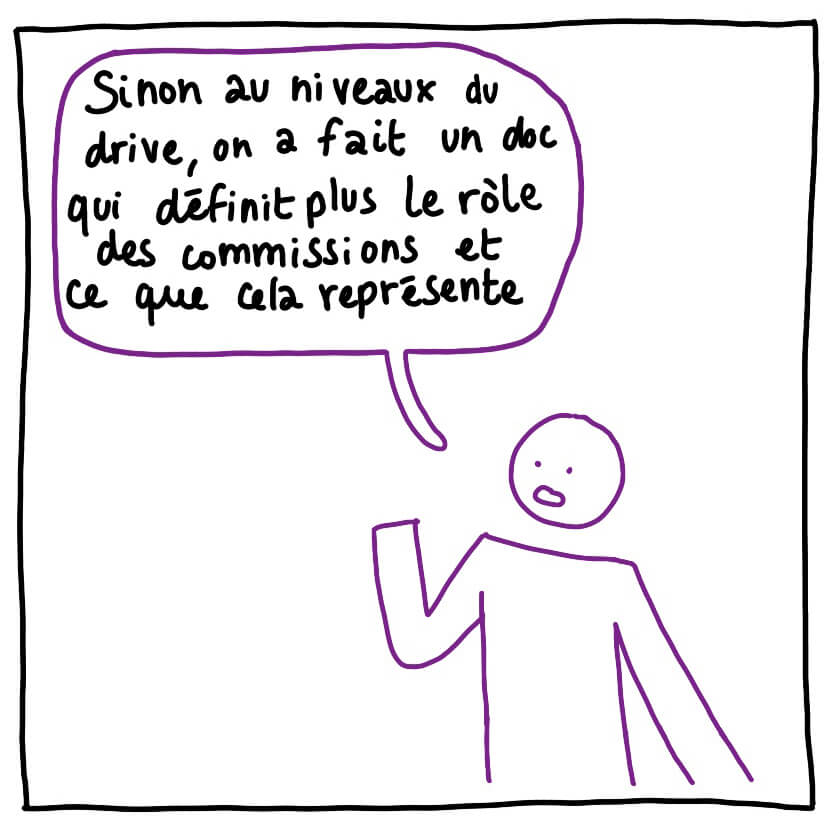 Sinon au niveaux du
drive, on a fait un doc
qui définit plus le rôle
des commissions et
ce que cela représente